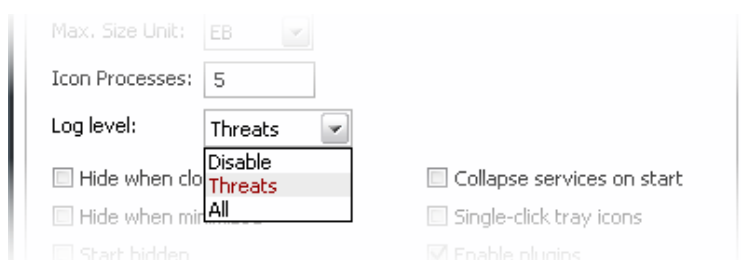 Max. Size Unit: EB
Icon Processes: 5
Log level: Threats
Disable
Hide when clo
Threats
Collapse services on start
All
Hide when min
Single-click tray icons
Start hidden
Enable plugins